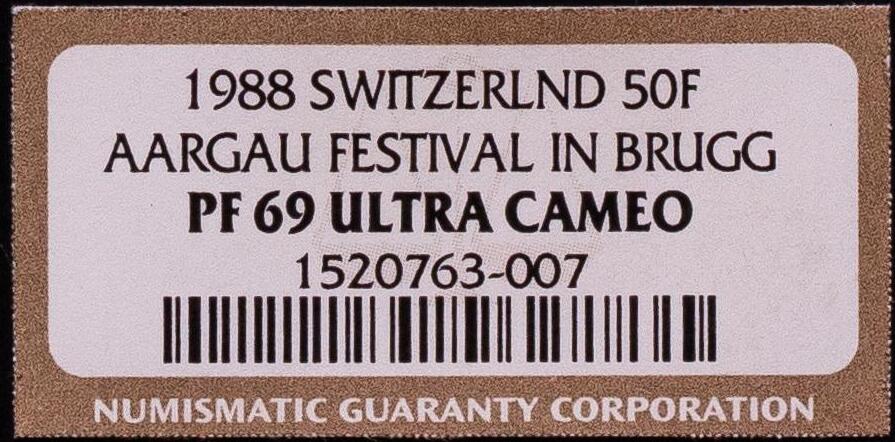 1988 SWITZERLND 50F
AARGAU FESTIVAL IN BRUGG
PF 69 ULTRA CAMEO
1520763-007
NUMISMATIC GUARANTY CORPORATION